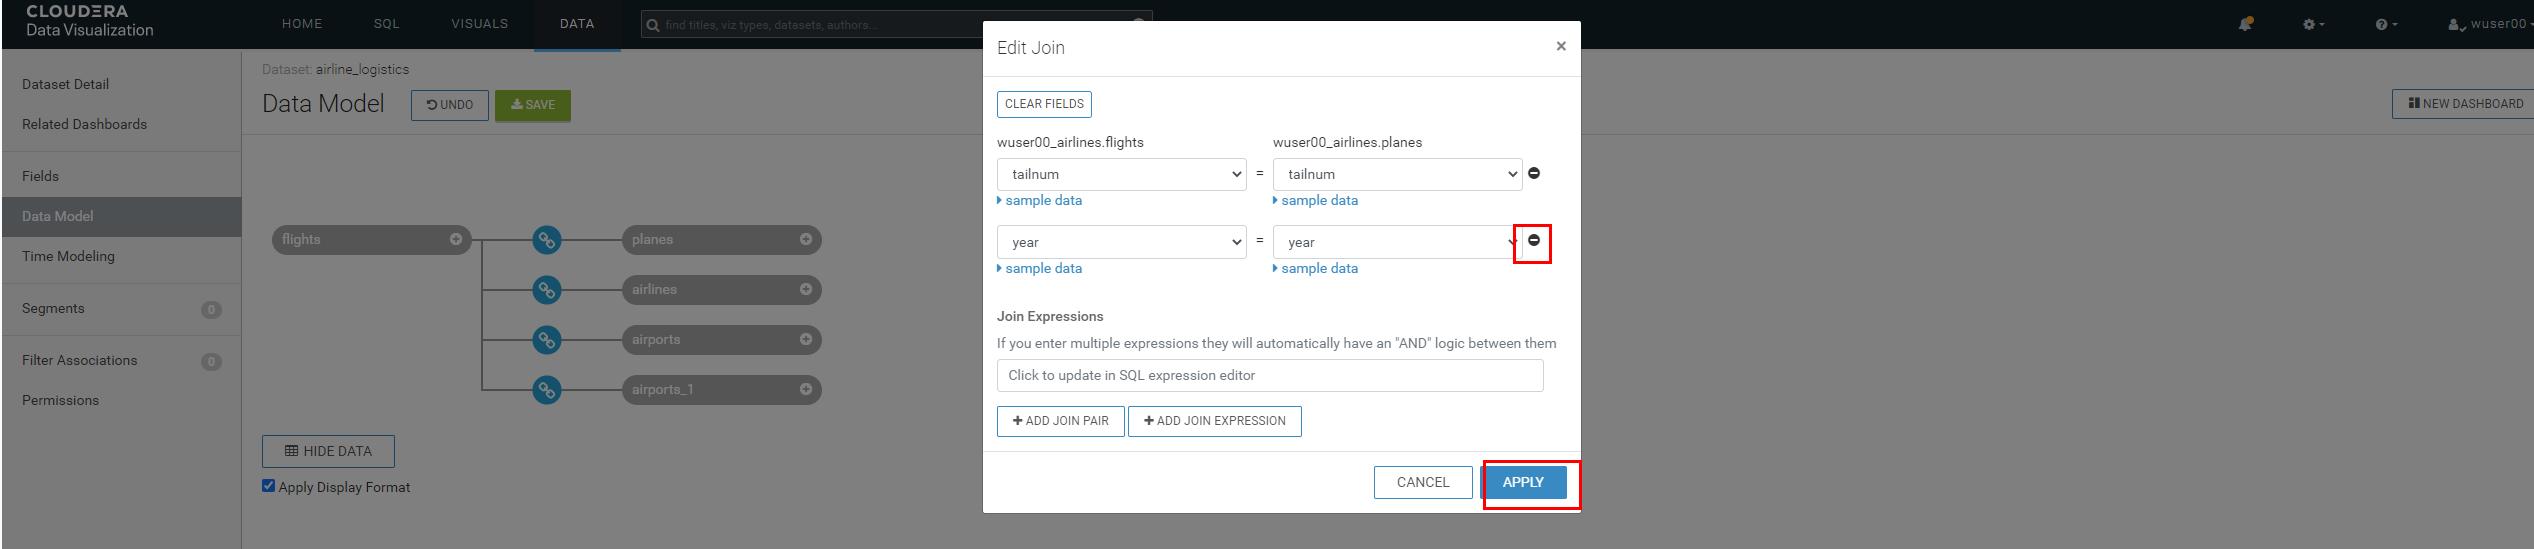 CLOUDERA
Data Visualization
HOME SQL VISUALS DATA
find titles, viz types, datasets, authors...
wuser00
Dataset Detail
Related Dashboards
Fields
Data Model
Time Modeling
Segments 0
Filter Associations 0
Permissions
Dataset: airline_logistics
Data Model UNDO SAVE
NEW DASHBOARD
flights
planes
airlines
airports
airports_1
HIDE DATA
Apply Display Format
Edit Join ×
CLEAR FIELDS
wuser00_airlines.flights wuser00_airlines.planes
tailnum = tailnum
sample data sample data
year = year
sample data sample data
Join Expressions
If you enter multiple expressions they will automatically have an "AND" logic between them
Click to update in SQL expression editor
ADD JOIN PAIR ADD JOIN EXPRESSION
CANCEL APPLY